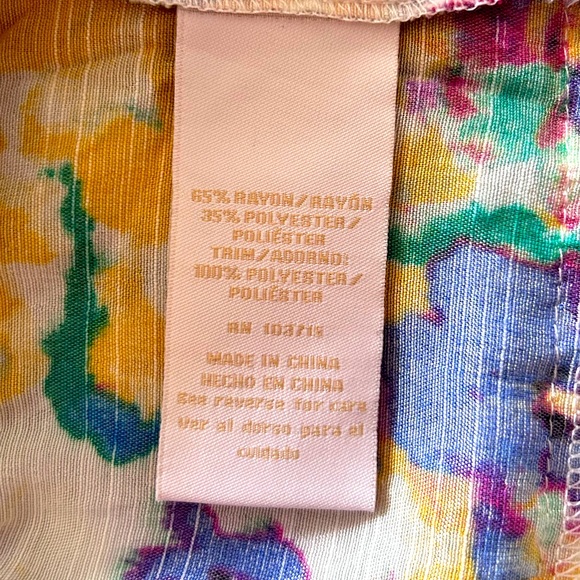 65% RAYON/RAYÓN
35% POLYESTER/
POLIÉSTER
TRIM/ADORNO:
100% POLYESTER/
POLIÉSTER
RN 103715
MADE IN CHINA
HECHO EN CHINA
See reverse for care
Ver al dorso para el
cuidado